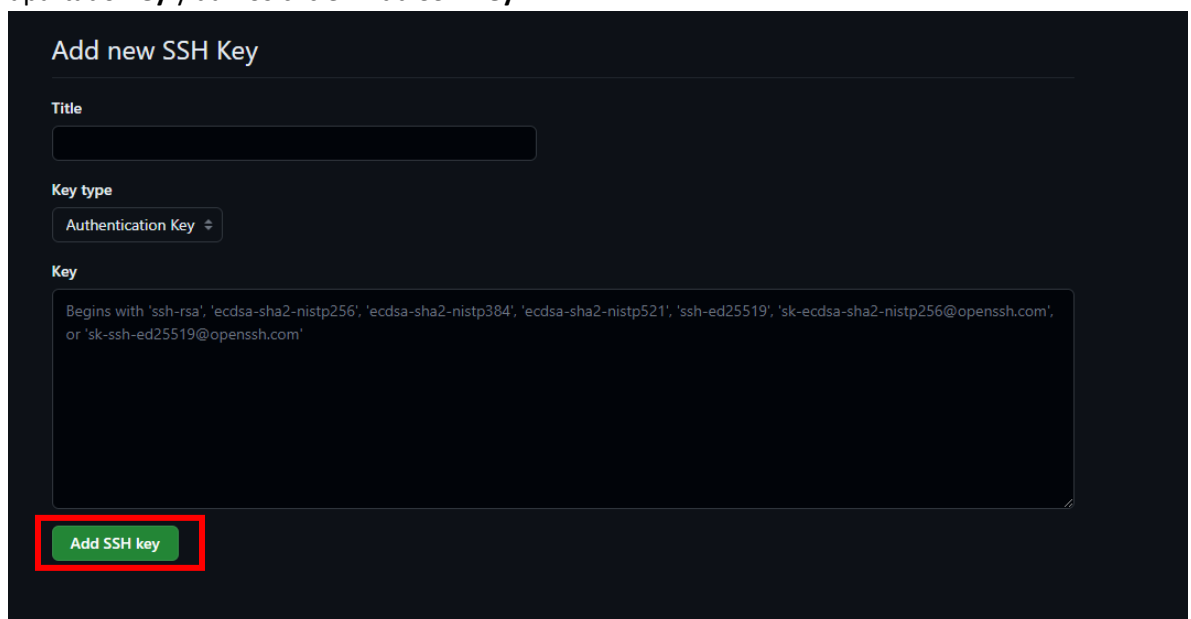 Add new SSH Key
Title
Key type
Authentication Key
Key
Begins with 'ssh-rsa', 'ecdsa-sha2-nistp256', 'ecdsa-sha2-nistp384', 'ecdsa-sha2-nistp521', 'ssh-ed25519', 'sk-ecdsa-sha2-nistp256@openssh.com',
or 'sk-ssh-ed25519@openssh.com'
Add SSH key